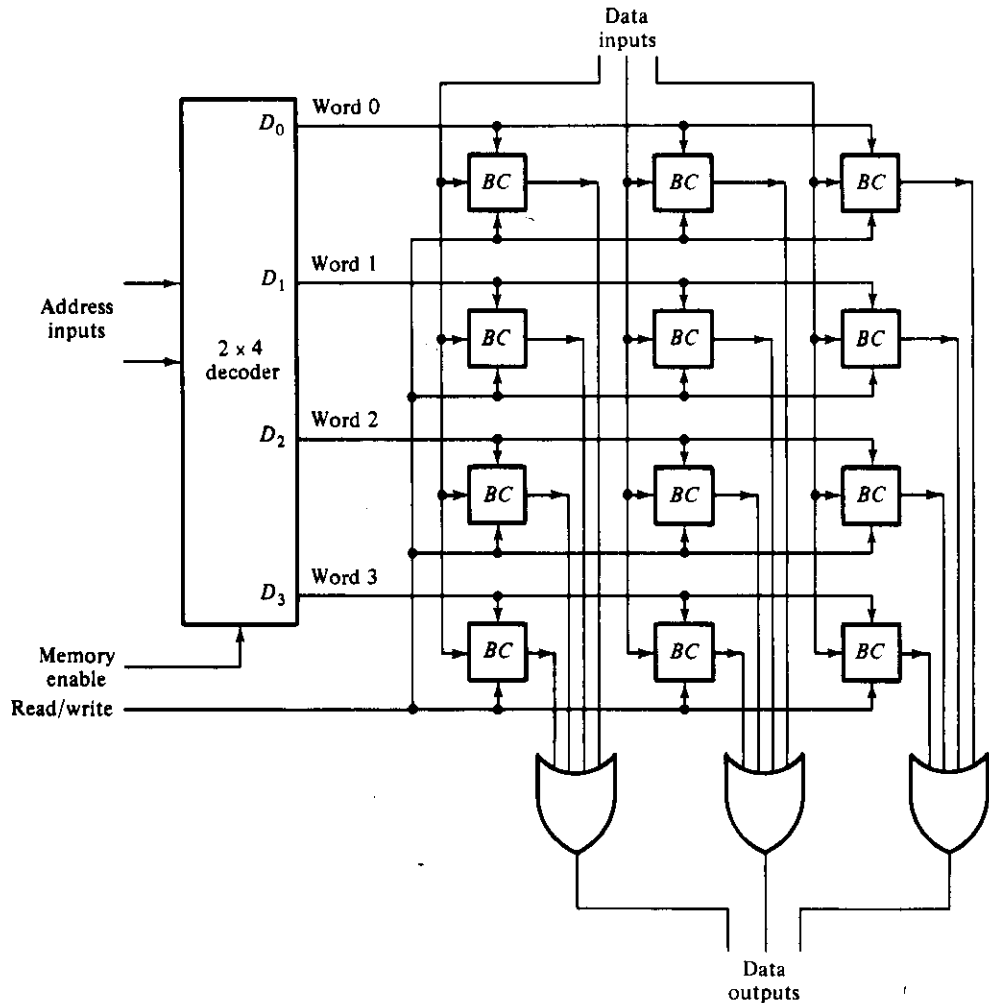 Data
inputs
Word 0
D0
BC BC BC
Word 1
D1
Address
inputs
BC BC BC
2 × 4
decoder
Word 2
D2
BC BC BC
Word 3
D3
BC BC BC
Memory
enable
Read/write
Data
outputs